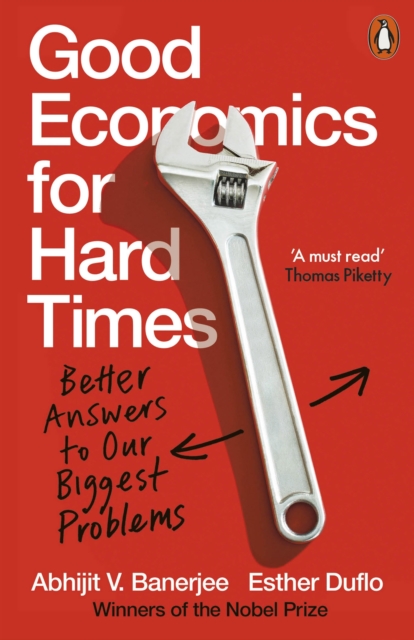 Good
Economics
for
Hard
Times
'A must read'
Thomas Piketty
Better
Answers
to Our
Biggest
Problems
Abhijit V. Banerjee Esther Duflo
Winners of the Nobel Prize